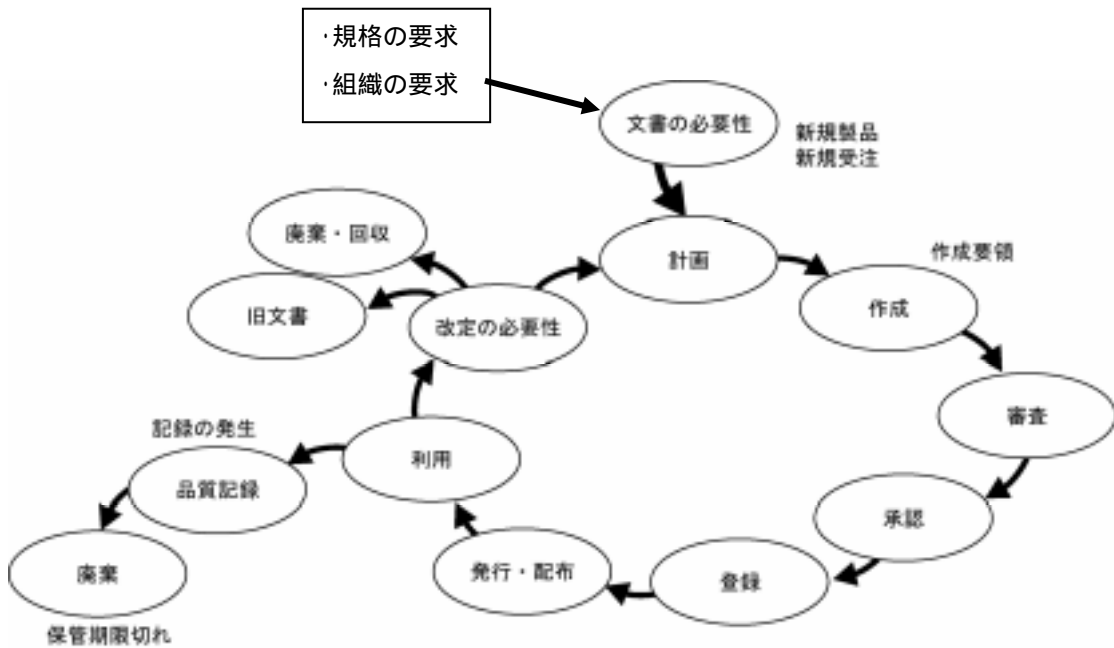 ・規格の要求
・組織の要求
文書の必要性
新規製品
新規受注
廃棄・回収
計画
作成要領
旧文書
改定の必要性
作成
審査
記録の発生
利用
品質記録
承認
廃棄
発行・配布
登録
保管期限切れ